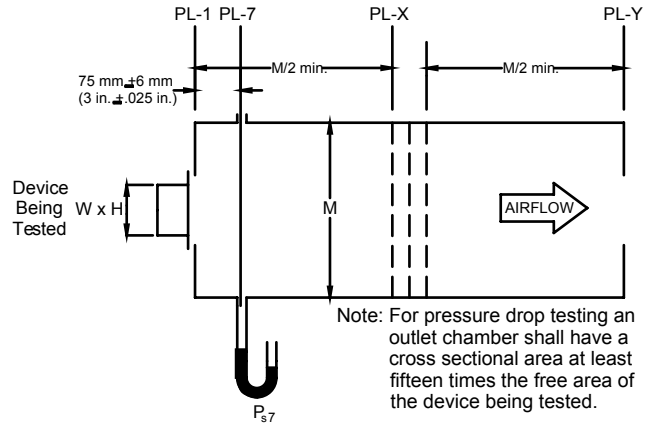 PL-1 PL-7 PL-X PL-Y
M/2 min. M/2 min.
75 mm ±6 mm
(3 in. ±.025 in.)
Device
Being
Tested
W x H
M
AIRFLOW
Note: For pressure drop testing an
outlet chamber shall have a
cross sectional area at least
fifteen times the free area of
the device being tested.
Ps7